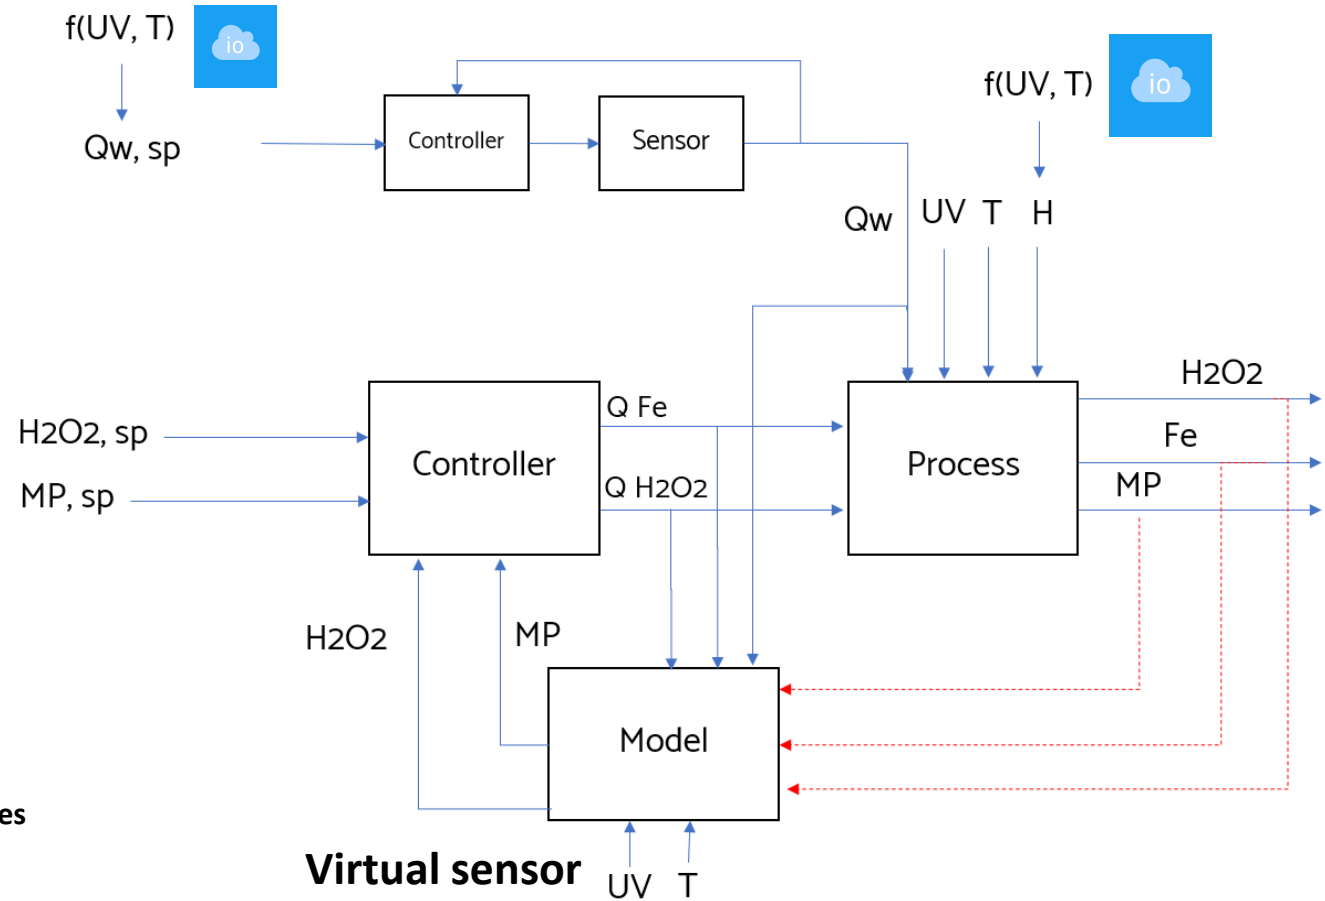 f(UV, T)
io
Qw, sp
Controller
Sensor
f(UV, T)
io
Qw
UV
T
H
H2O2, sp
MP, sp
Controller
Q Fe
Q H2O2
Process
H2O2
Fe
MP
H2O2
MP
Model
es
Virtual sensor
UV
T